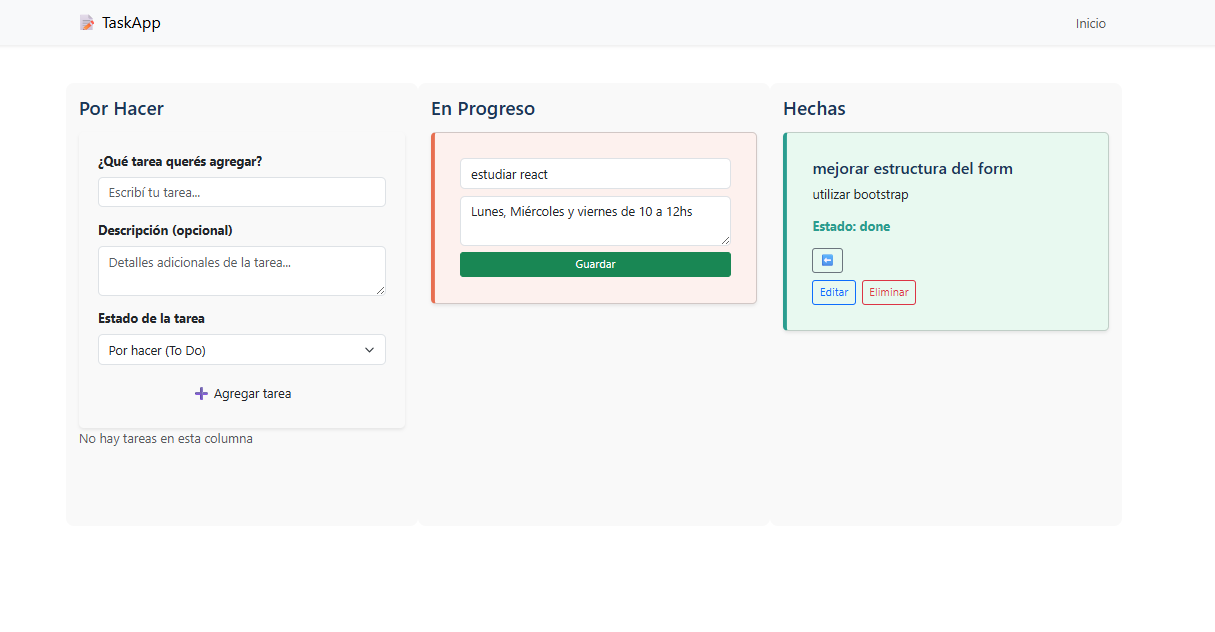 📝 TaskApp
Inicio
Por Hacer
¿Qué tarea querés agregar?
Escribí tu tarea...
Descripción (opcional)
Detalles adicionales de la tarea...
Estado de la tarea
Por hacer (To Do)
➕ Agregar tarea
No hay tareas en esta columna
En Progreso
estudiar react
Lunes, Miércoles y viernes de 10 a 12hs
Guardar
Hechas
mejorar estructura del form
utilizar bootstrap
Estado: done
⬅️
Editar Eliminar